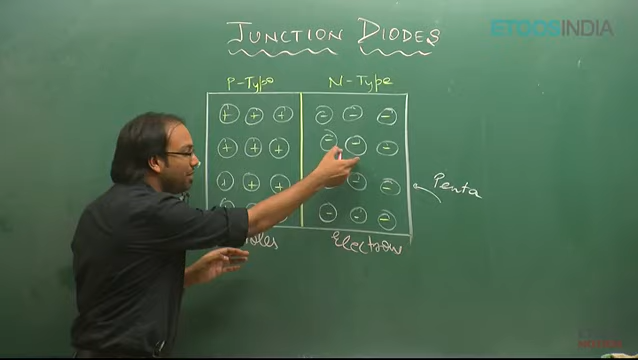 ETOOSINDIA
JUNCTION DIODES
P-Type N-Type
+ + + - - -
+ + + - - -
+ + + - -
- - -
Penta
Holes Electron